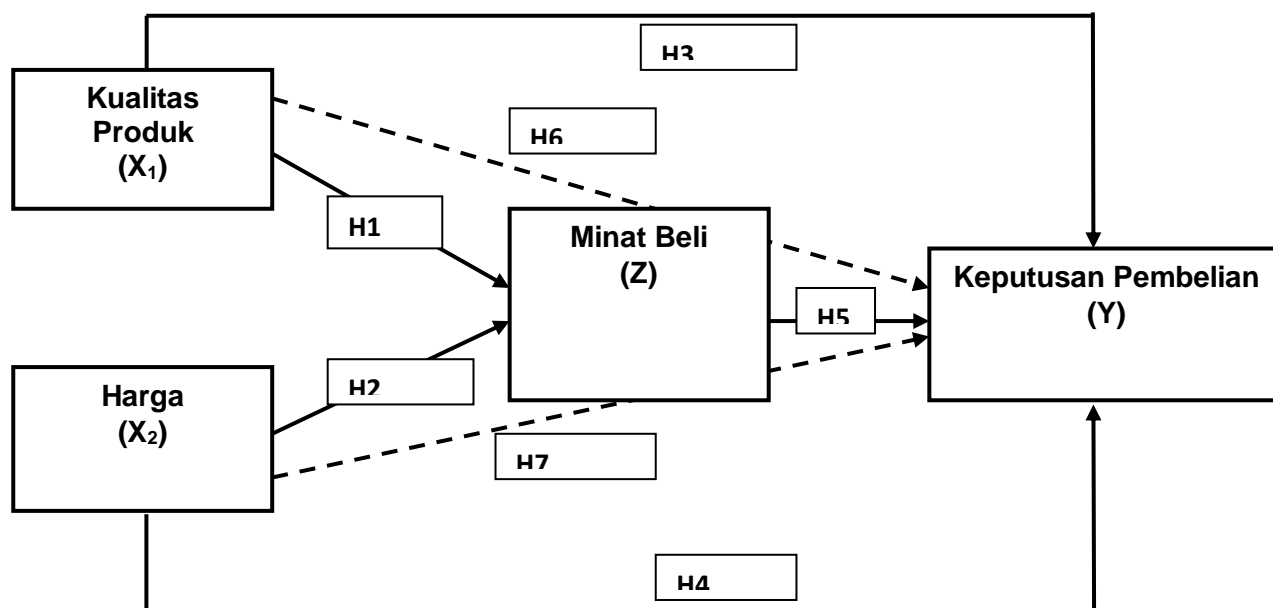 H3
Kualitas
Produk
(X₁)
H6
H1
Minat Beli
(Z)
Keputusan Pembelian
(Y)
H5
Harga
(X₂)
H2
H7
H4